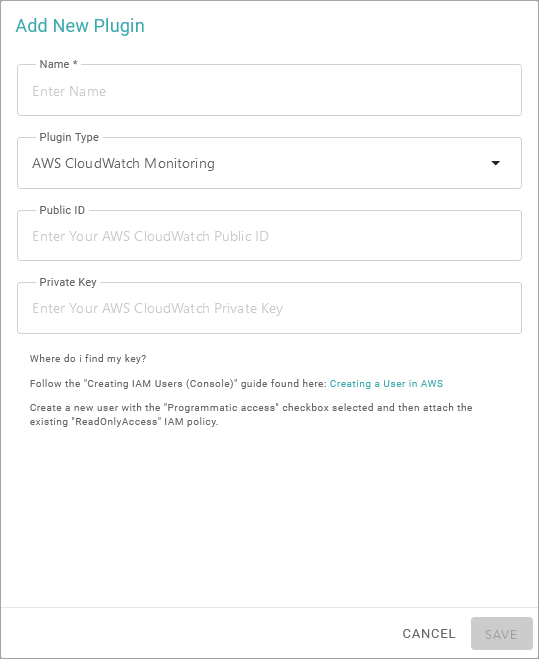 Add New Plugin
Name *
Enter Name
Plugin Type
AWS CloudWatch Monitoring
Public ID
Enter Your AWS CloudWatch Public ID
Private Key
Enter Your AWS CloudWatch Private Key
Where do i find my key?
Follow the "Creating IAM Users (Console)" guide found here: Creating a User in AWS
Create a new user with the "Programmatic access" checkbox selected and then attach the
existing "ReadOnlyAccess" IAM policy.
CANCEL SAVE